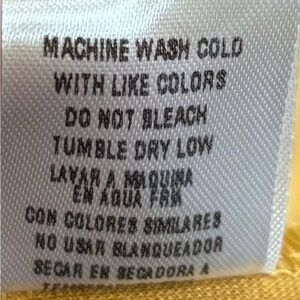 MACHINE WASH COLD
WITH LIKE COLORS
DO NOT BLEACH
TUMBLE DRY LOW
LAVAR A MAQUINA
EN AQUA FRIA
CON COLORES SIMILARES
NO USAR BLANQUEADOR
SECAR EN SECADORA A